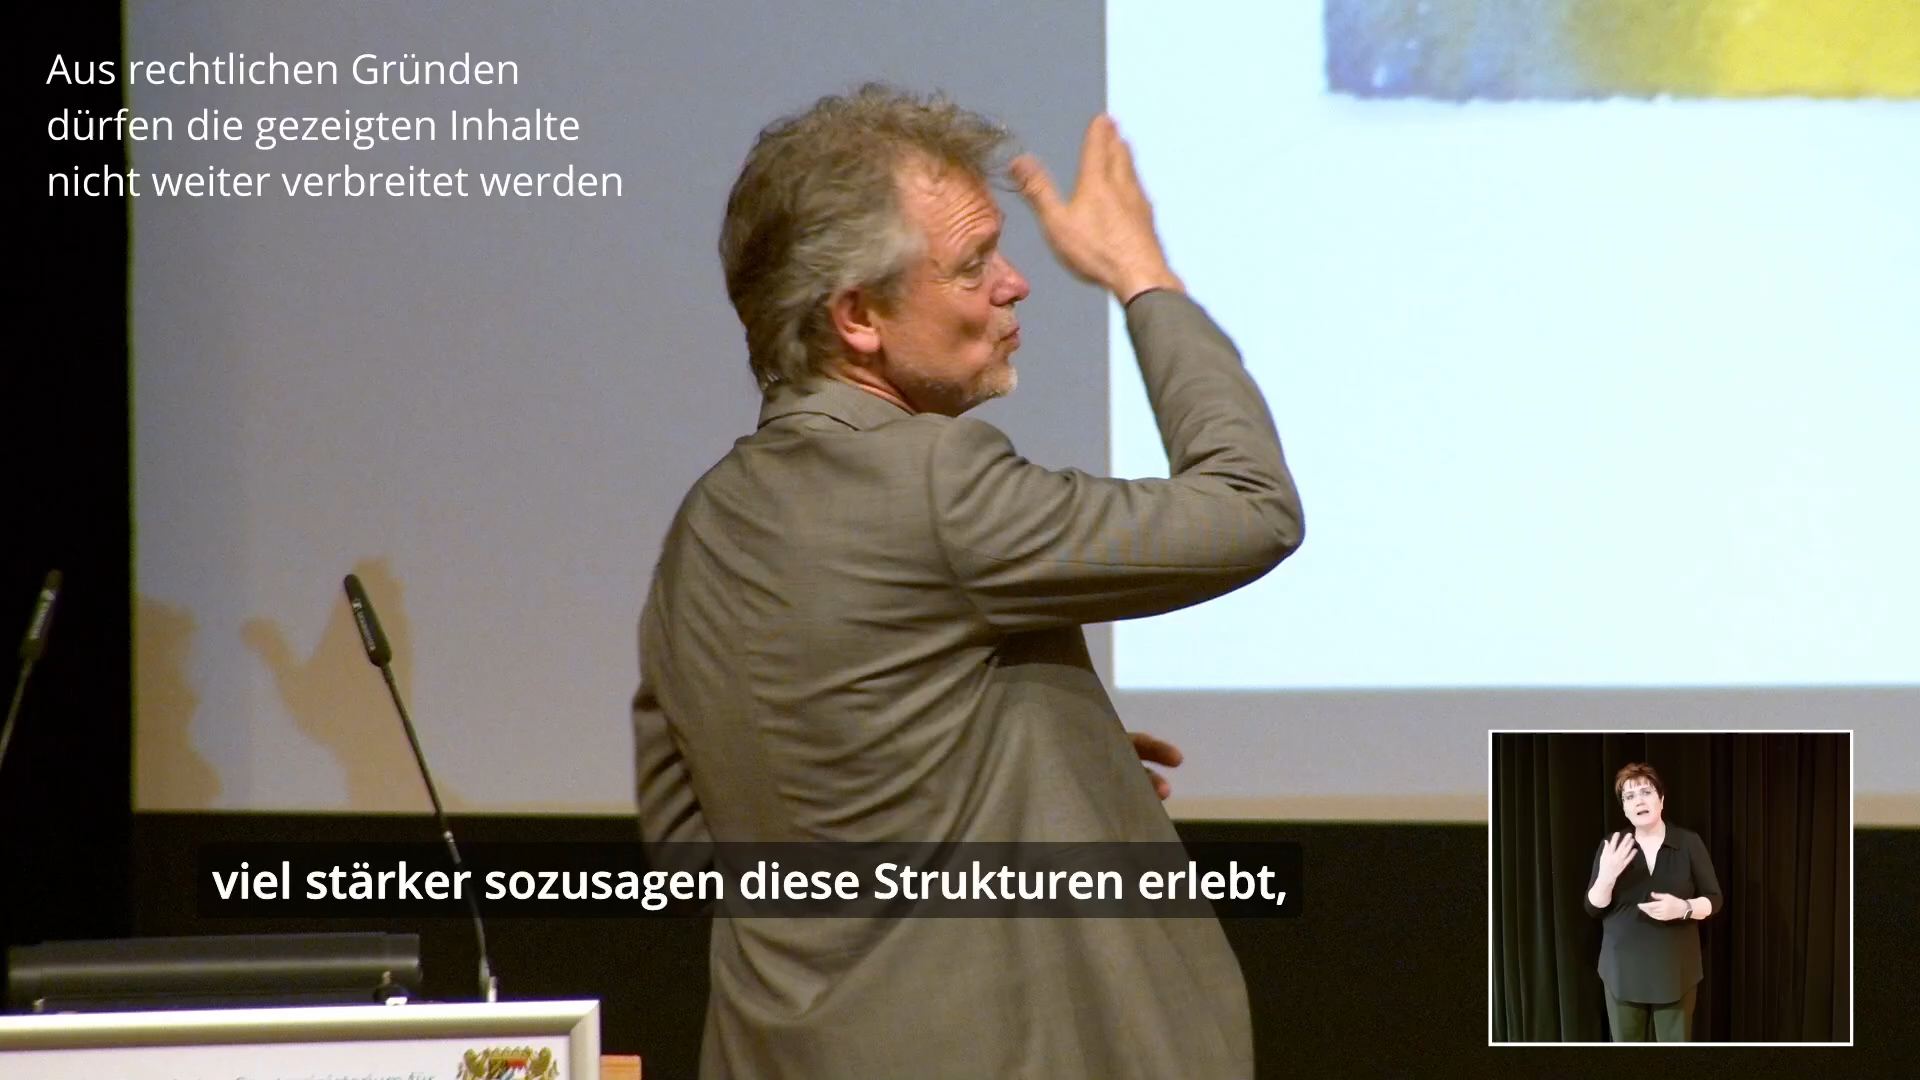 Aus rechtlichen Gründen
dürfen die gezeigten Inhalte
nicht weiter verbreitet werden
viel stärker sozusagen diese Strukturen erlebt,